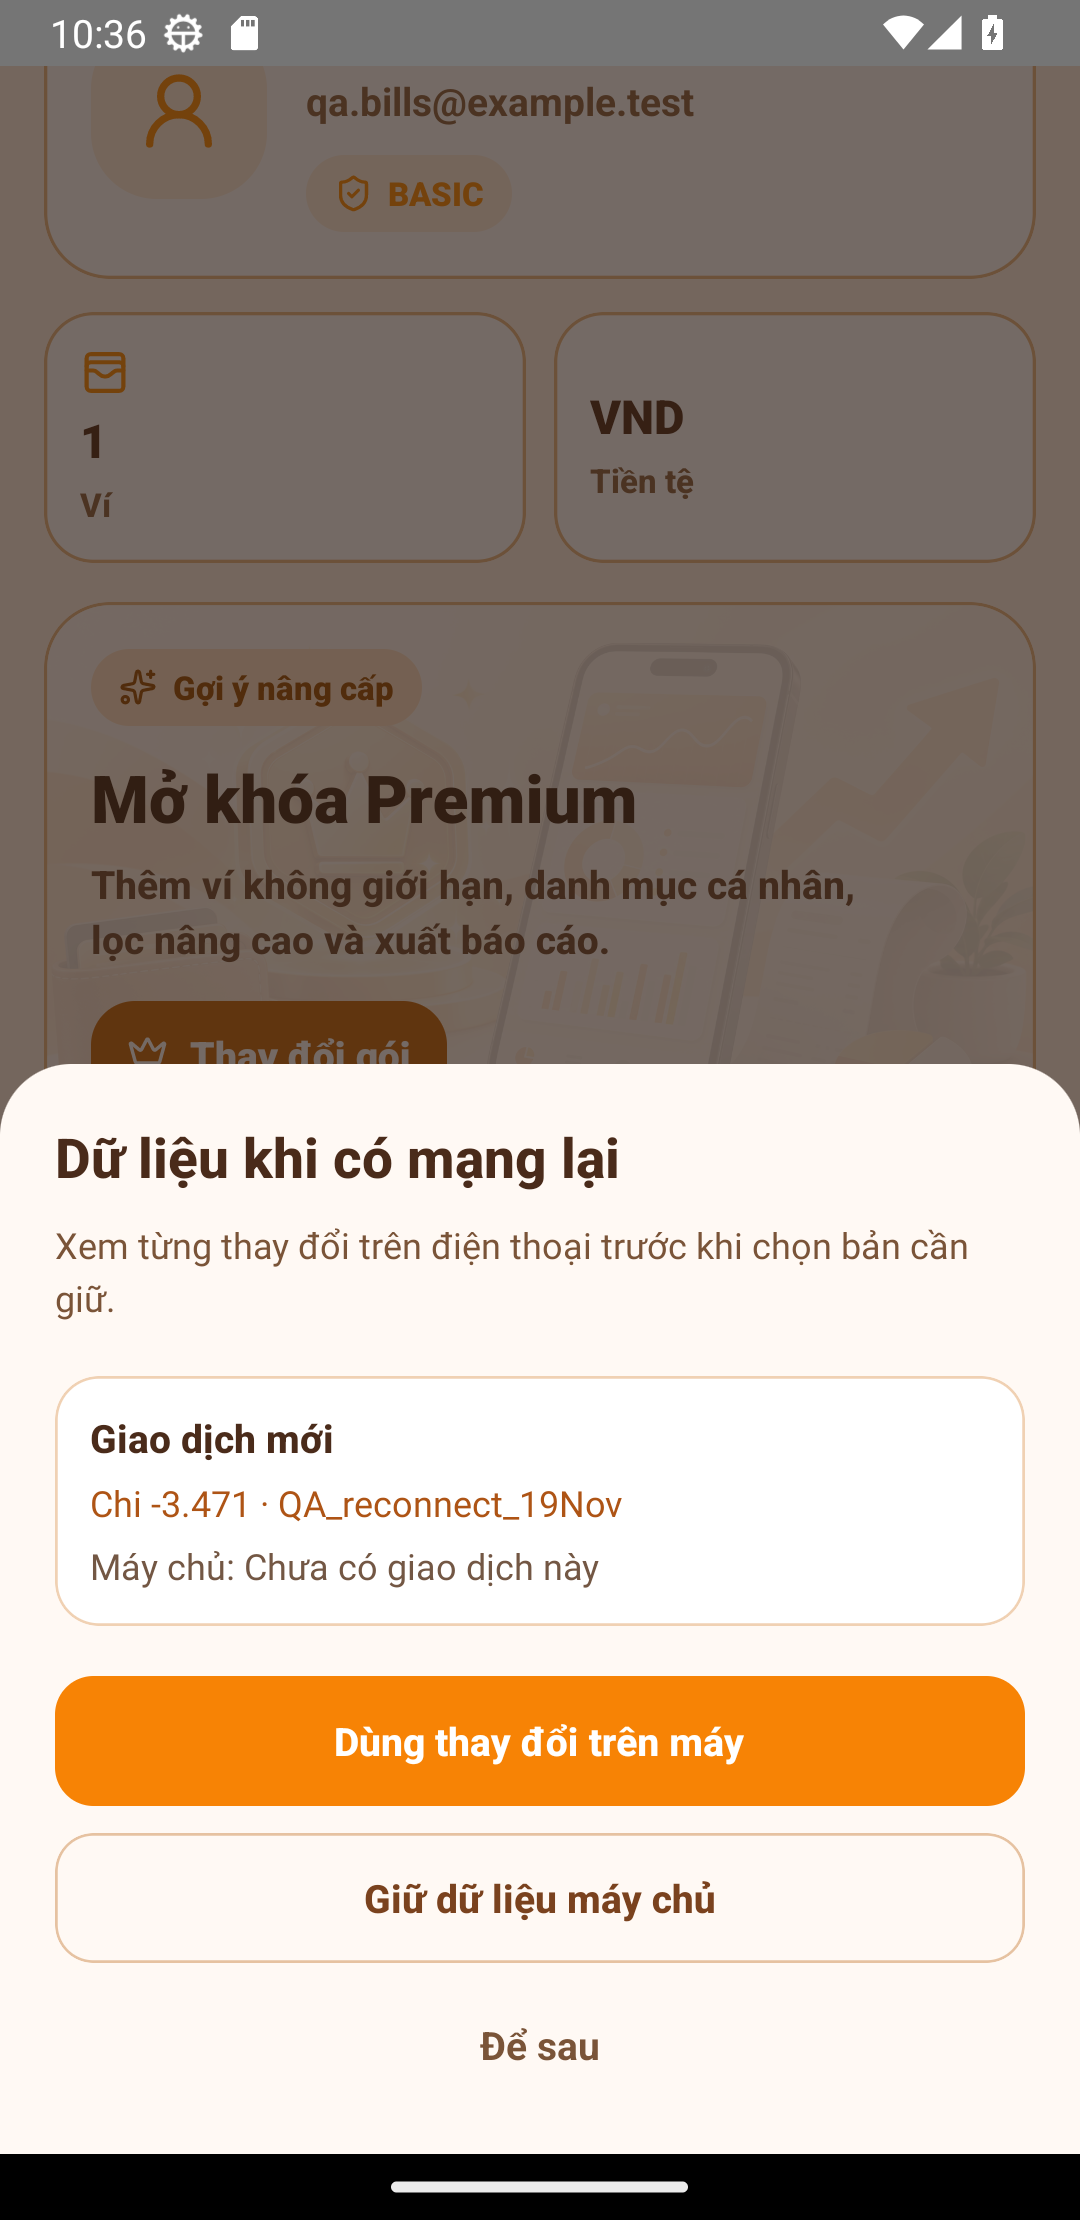 10:36
qa.bills@example.test
BASIC
1
Ví
VND
Tiền tệ
Gợi ý nâng cấp
Mở khóa Premium
Thêm ví không giới hạn, danh mục cá nhân,
lọc nâng cao và xuất báo cáo.
Thay đổi gói
Dữ liệu khi có mạng lại
Xem từng thay đổi trên điện thoại trước khi chọn bản cần
giữ.
Giao dịch mới
Chi -3.471 · QA_reconnect_19Nov
Máy chủ: Chưa có giao dịch này
Dùng thay đổi trên máy
Giữ dữ liệu máy chủ
Để sau